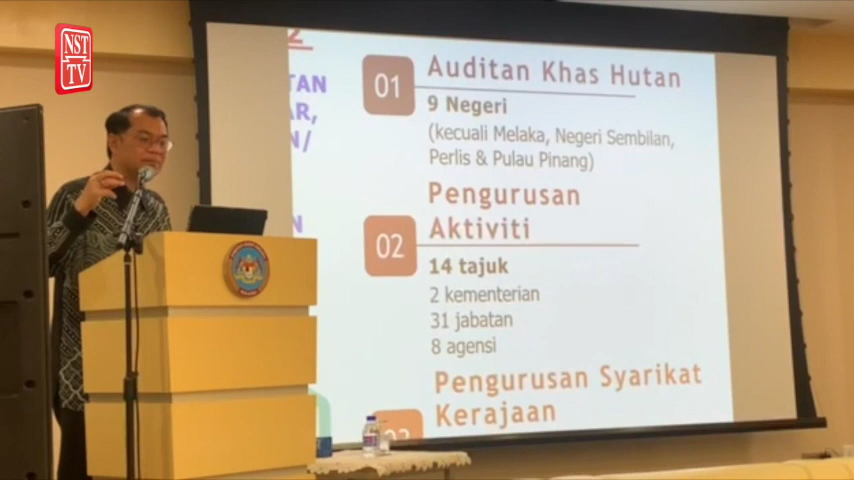 NST
TV
TAN
01
Auditan Khas Hutan
9 Negeri
(kecuali Melaka, Negeri Sembilan,
Perlis & Pulau Pinang)
02
Pengurusan
Aktiviti
14 tajuk
2 kementerian
31 jabatan
8 agensi
Pengurusan Syarikat
Kerajaan